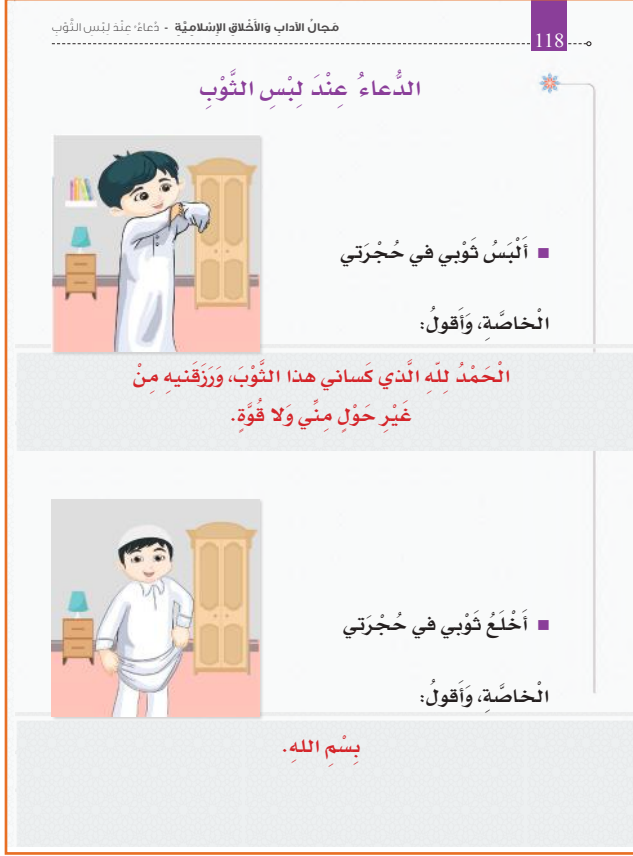 118
مَجالُ الآدابِ وَالأَخْلاقِ الإِسْلامِيَّةِ - دُعاءُ عِنْدَ لِبْسِ الثَّوْبِ
الدُّعاءُ عِنْدَ لِبْسِ الثَّوْبِ
أَلْبَسُ ثَوْبي في حُجْرَتي
الْخاصَّةِ، وَأَقولُ:
الْحَمْدُ لِلّهِ الَّذي كَساني هذا الثَّوْبَ، وَرَزَقَنيهِ مِنْ
غَيْرِ حَوْلٍ مِنِّي وَلا قُوَّةٍ.
أَخْلَعُ ثَوْبي في حُجْرَتي
الْخاصَّةِ، وَأَقولُ:
بِسْمِ اللهِ.